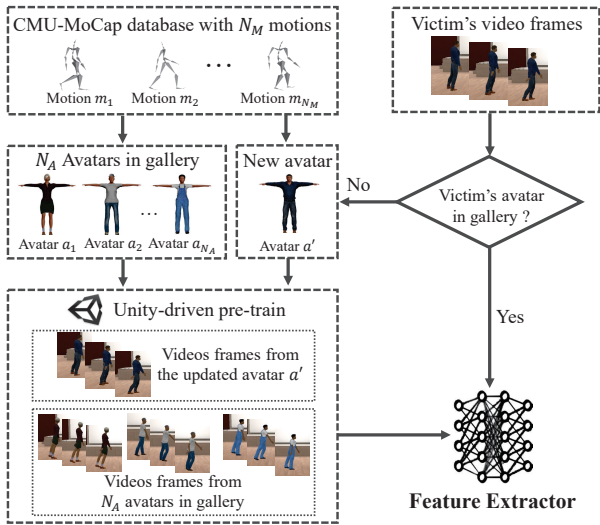 CMU-MoCap database with N_M motions
Motion m_1
Motion m_2
...
Motion m_{N_M}
Victim's video frames
N_A Avatars in gallery
...
Avatar a_1
Avatar a_2
Avatar a_{N_A}
New avatar
Avatar a′
No
Victim's avatar
in gallery ?
Yes
Unity-driven pre-train
Videos frames from
the updated avatar a′
Videos frames from
N_A avatars in gallery
Feature Extractor